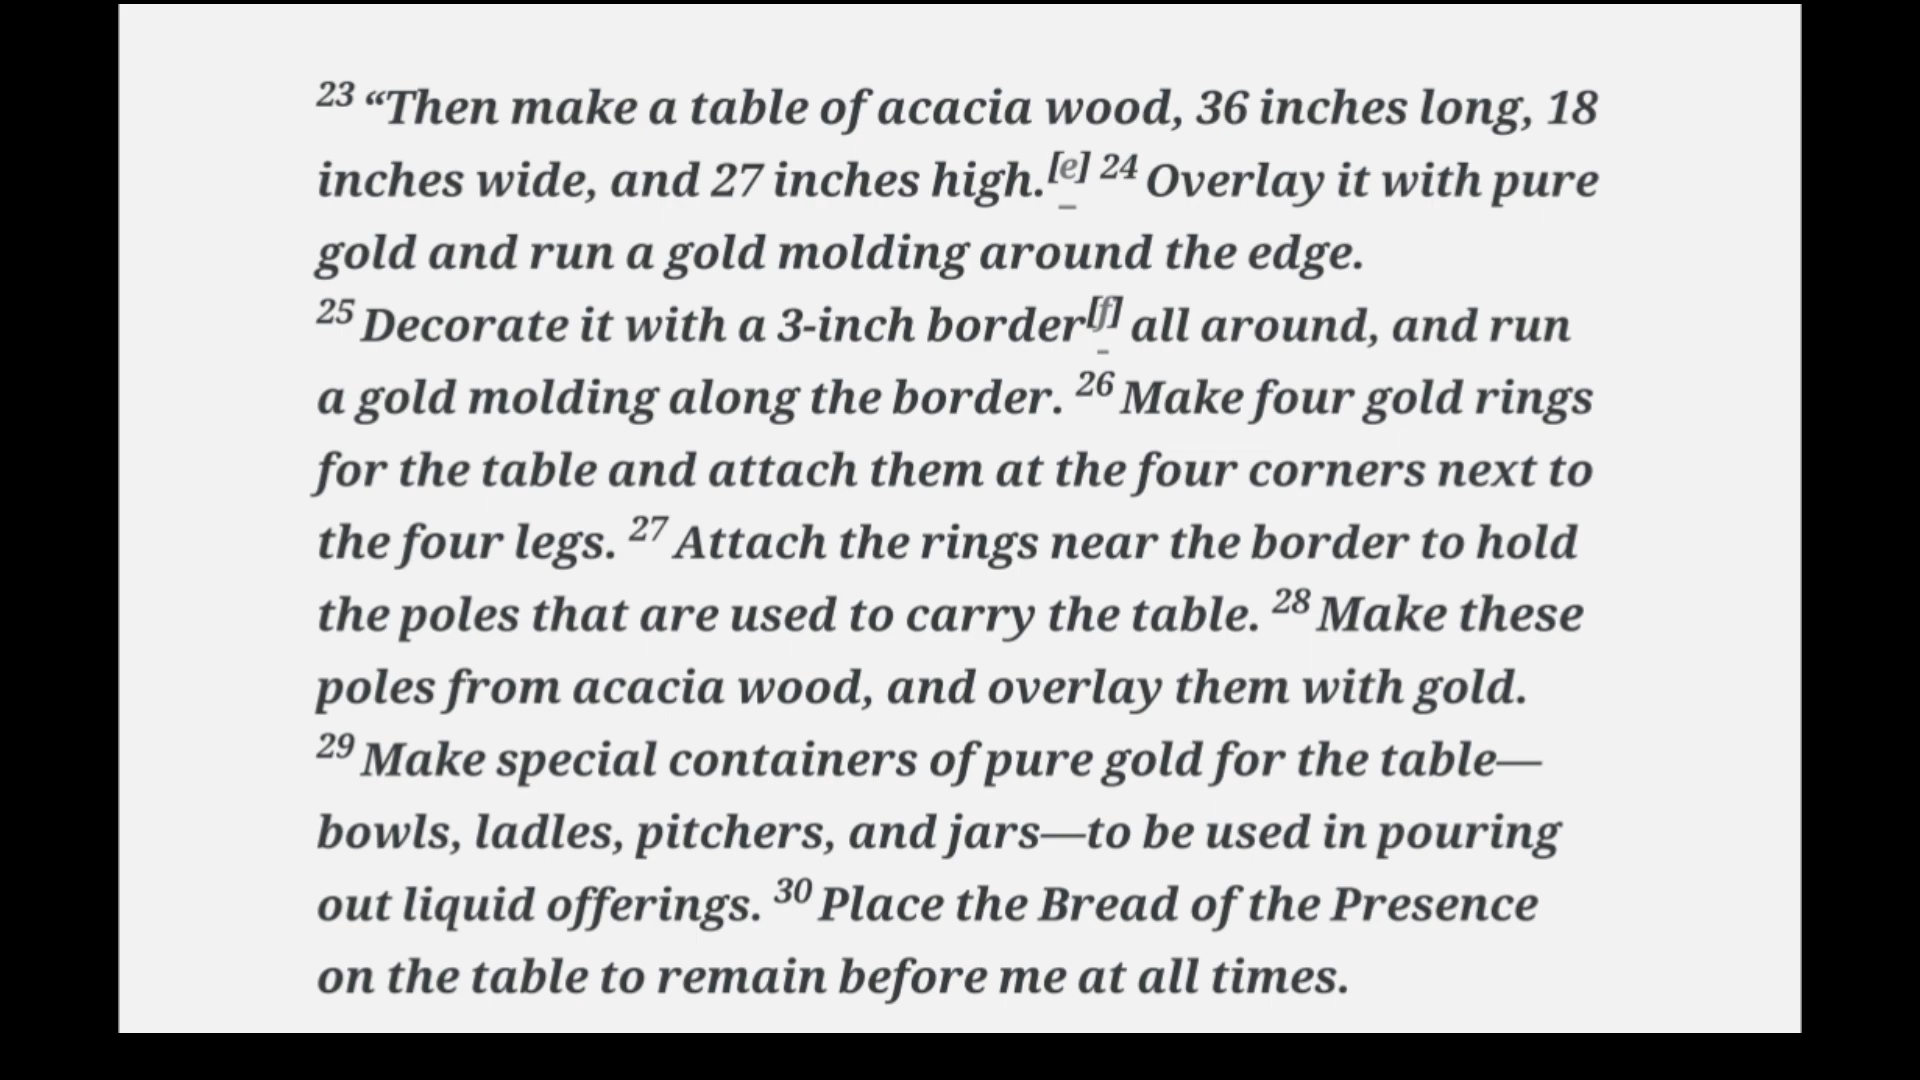 23 “Then make a table of acacia wood, 36 inches long, 18
inches wide, and 27 inches high.[e] 24 Overlay it with pure
gold and run a gold molding around the edge.
25 Decorate it with a 3-inch border[f] all around, and run
a gold molding along the border. 26 Make four gold rings
for the table and attach them at the four corners next to
the four legs. 27 Attach the rings near the border to hold
the poles that are used to carry the table. 28 Make these
poles from acacia wood, and overlay them with gold.
29 Make special containers of pure gold for the table—
bowls, ladles, pitchers, and jars—to be used in pouring
out liquid offerings. 30 Place the Bread of the Presence
on the table to remain before me at all times.